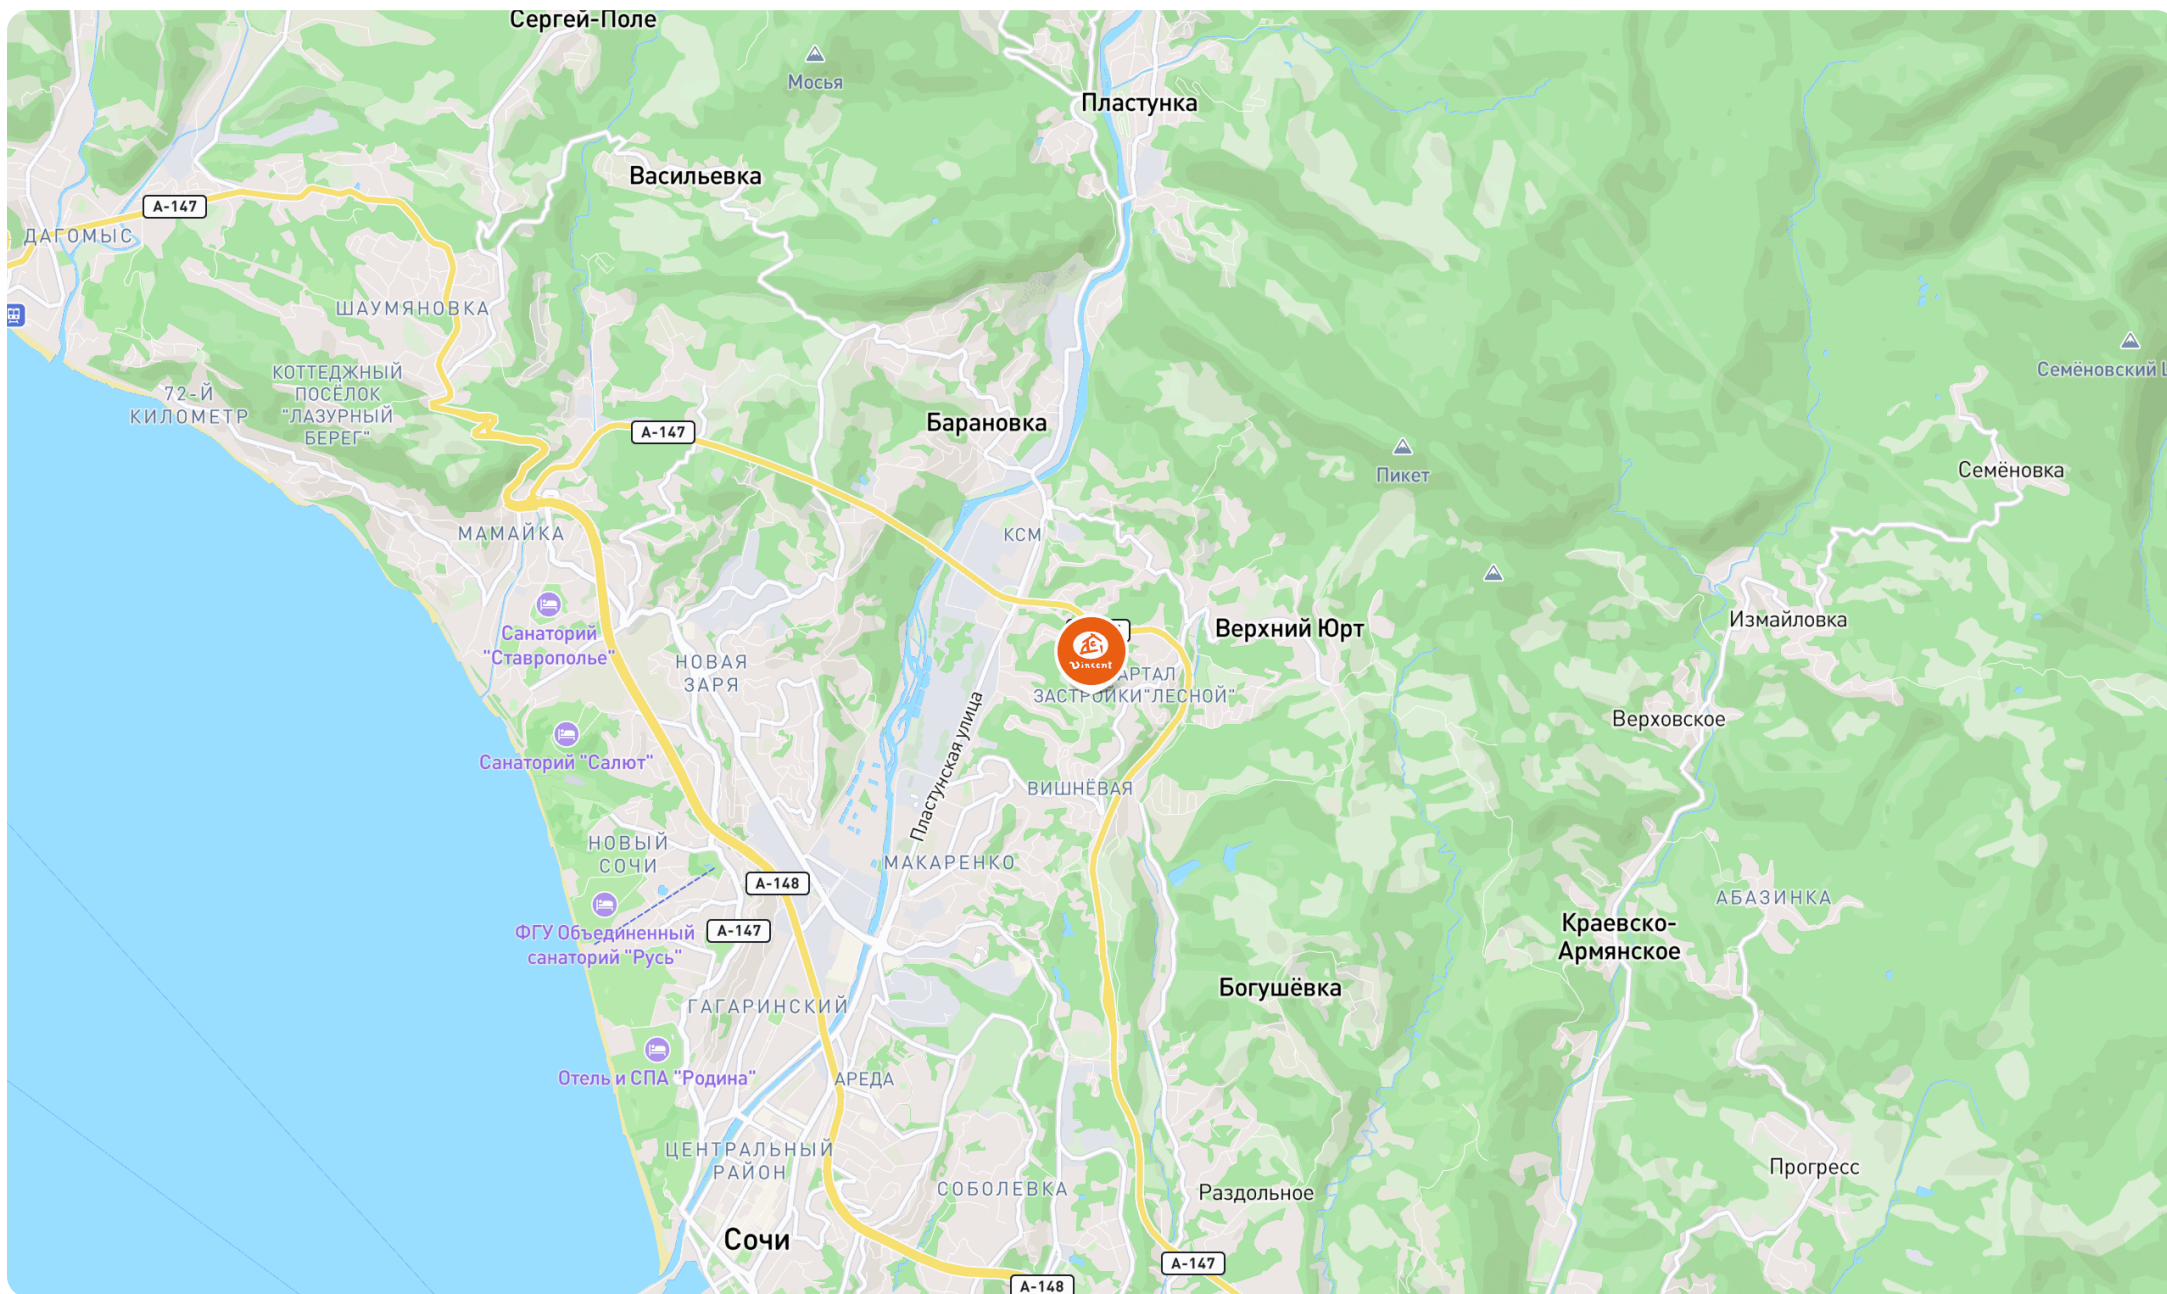 Сергей-Поле
Мосья
Пластунка
Васильевка
А-147
ДАГОМЫС
ШАУМЯНОВКА
Семёновский
КОТТЕДЖНЫЙ
ПОСЁЛОК
"ЛАЗУРНЫЙ
БЕРЕГ"
72-Й
КИЛОМЕТР
А-147
Барановка
Пикет
Семёновка
МАМАЙКА
КСМ
Санаторий
"Ставрополье"
Измайловка
Верхний Юрт
Vincent
НОВАЯ
ЗАРЯ
АРТАЛ
ЗАСТРОЙКИ"ЛЕСНОЙ"
Верховское
Санаторий "Салют"
Пластунская улица
ВИШНЁВАЯ
НОВЫЙ
СОЧИ
МАКАРЕНКО
А-148
АБАЗИНКА
ФГУ Объединенный
санаторий "Русь"
А-147
Краевско-
Армянское
Богушёвка
ГАГАРИНСКИЙ
Отель и СПА "Родина"
АРЕДА
ЦЕНТРАЛЬНЫЙ
РАЙОН
Прогресс
СОБОЛЕВКА
Раздольное
Сочи
А-147
А-148